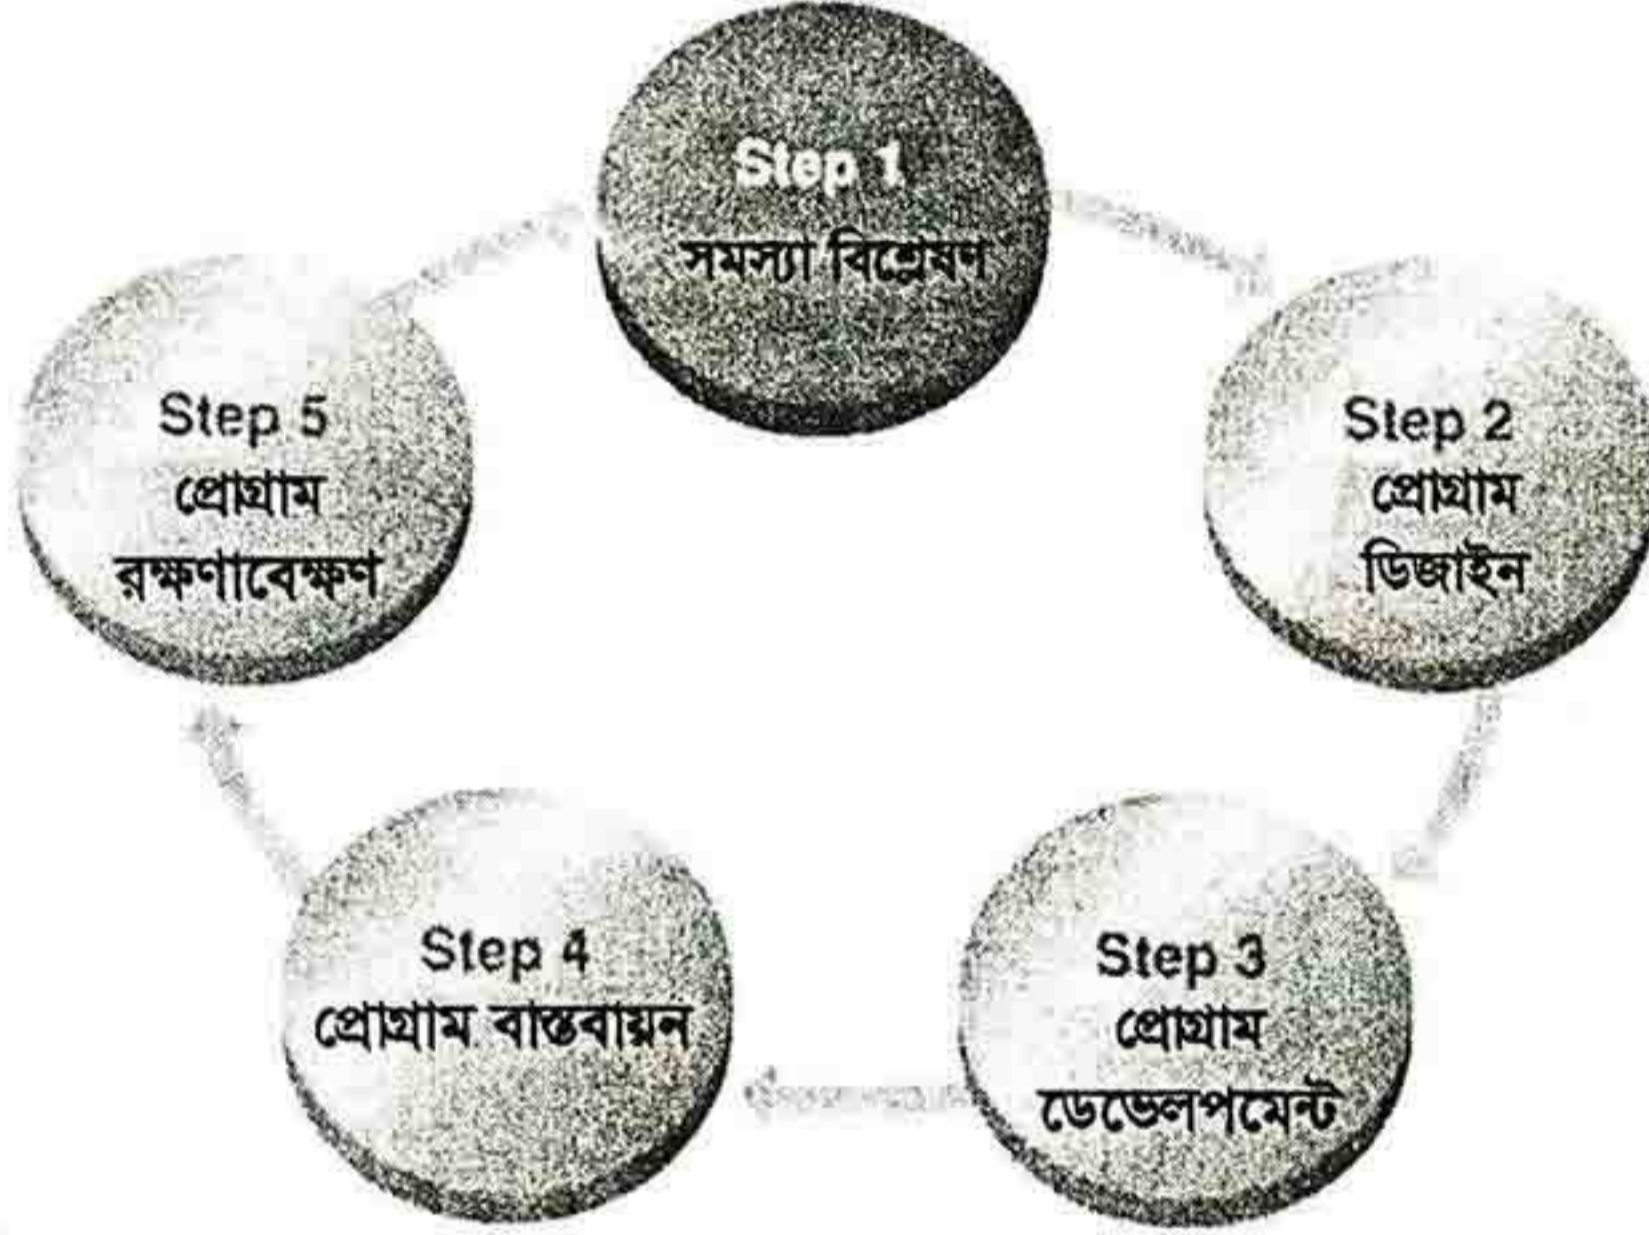 Step 1
সমস্যা বিশ্লেষণ
Step 2
প্রোগ্রাম
ডিজাইন
Step 3
প্রোগ্রাম
ডেভেলপমেন্ট
Step 4
প্রোগ্রাম বাস্তবায়ন
Step 5
প্রোগ্রাম
রক্ষণাবেক্ষণ